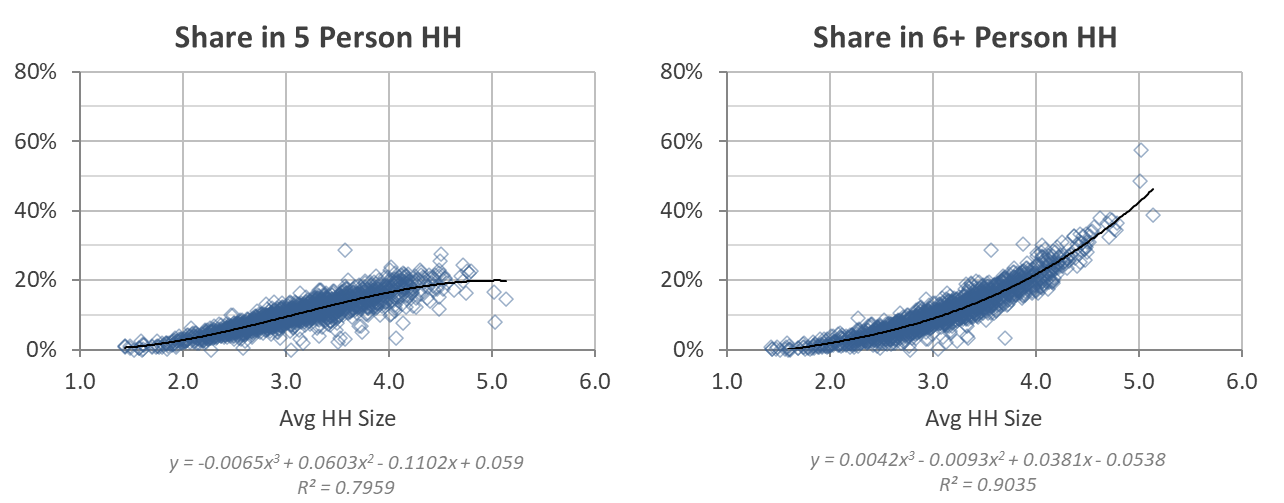 Share in 5 Person HH
80%
60%
40%
20%
0%
1.0 2.0 3.0 4.0 5.0 6.0
Avg HH Size
y = -0.0065x³ + 0.0603x² - 0.1102x + 0.059
R² = 0.7959
Share in 6+ Person HH
80%
60%
40%
20%
0%
1.0 2.0 3.0 4.0 5.0 6.0
Avg HH Size
y = 0.0042x³ - 0.0093x² + 0.0381x - 0.0538
R² = 0.9035